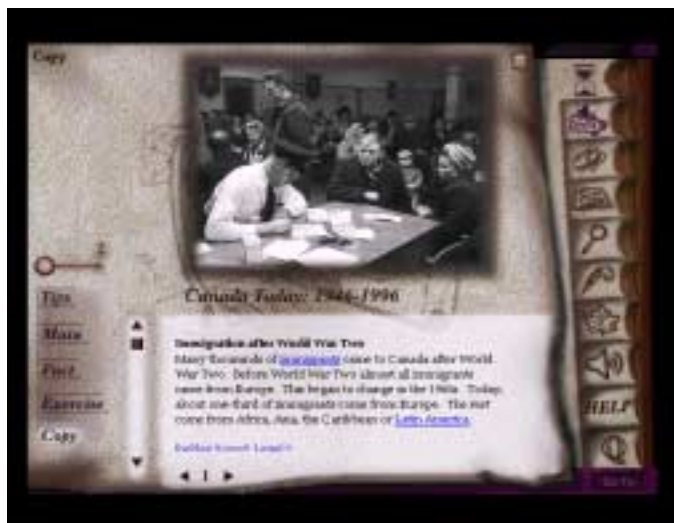 Copy
Canada Today: 1946-1996
Tips
Main
Fact
Exercise
Copy
Immigration after World War Two
Many thousands of immigrants came to Canada after World
War Two. Before World War Two almost all immigrants
came from Europe. This began to change in the 1960s. Today,
about one-third of immigrants come from Europe. The rest
come from Africa, Asia, the Caribbean or Latin America.
1
HELP